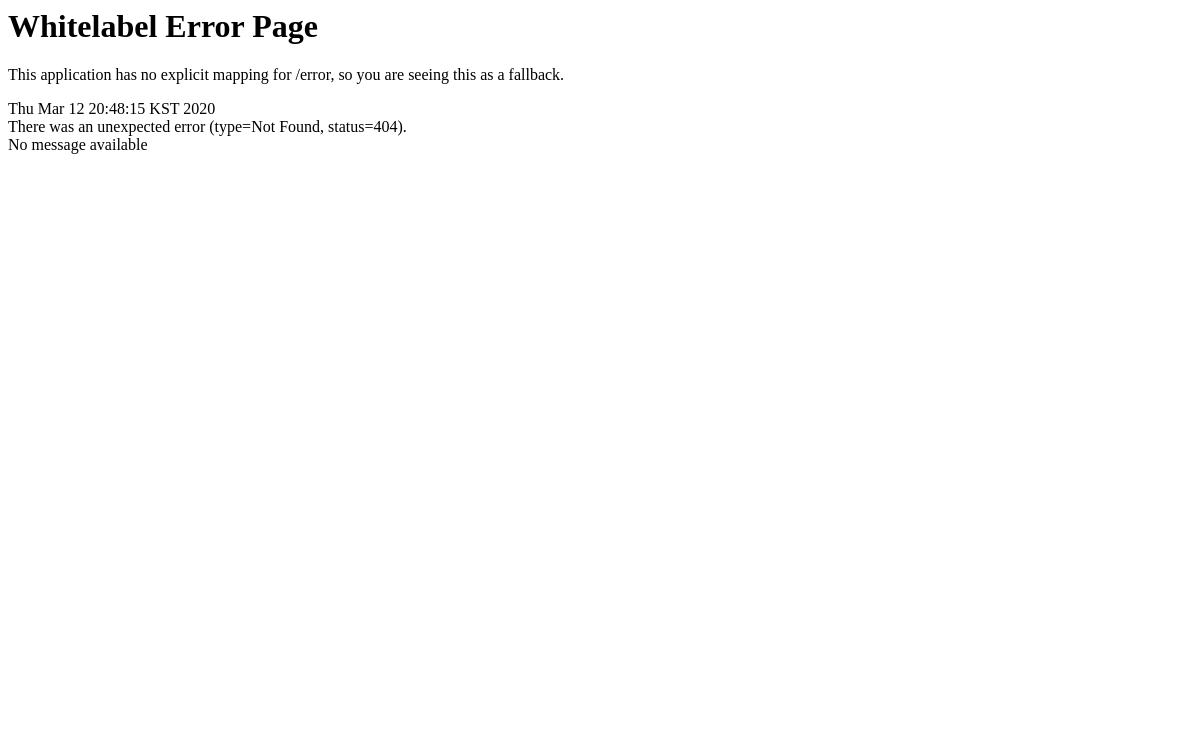 Whitelabel Error Page
This application has no explicit mapping for /error, so you are seeing this as a fallback.
Thu Mar 12 20:48:15 KST 2020
There was an unexpected error (type=Not Found, status=404).
No message available